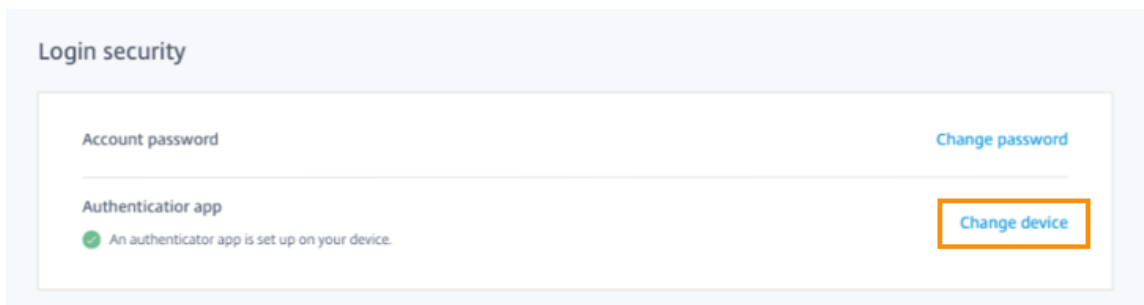 Login security
Account password
Change password
Authenticatior app
Change device
An authenticator app is set up on your device.